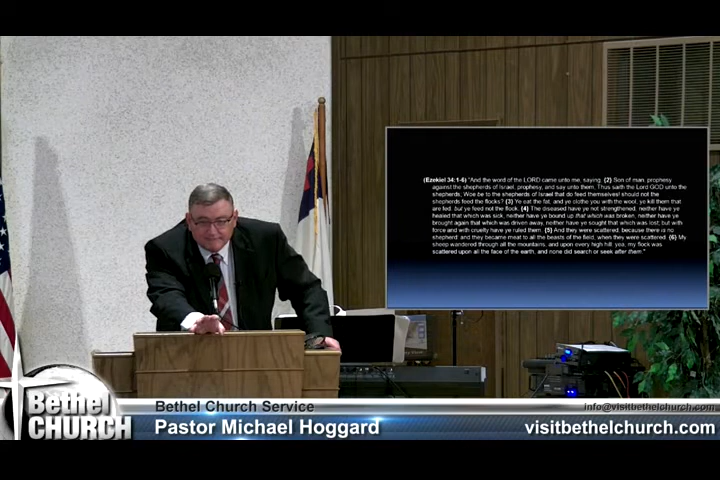 (Ezekiel 34:1-6) "And the word of the LORD came unto me, saying, (2) Son of man, prophesy
against the shepherds of Israel, prophesy, and say unto them, Thus saith the Lord GOD unto the
shepherds; Woe be to the shepherds of Israel that do feed themselves! should not the
shepherds feed the flocks? (3) Ye eat the fat, and ye clothe you with the wool, ye kill them that
are fed: but ye feed not the flock. (4) The diseased have ye not strengthened, neither have ye
healed that which was sick, neither have ye bound up that which was broken, neither have ye
brought again that which was driven away, neither have ye sought that which was lost; but with
force and with cruelty have ye ruled them. (5) And they were scattered, because there is no
shepherd: and they became meat to all the beasts of the field, when they were scattered. (6) My
sheep wandered through all the mountains, and upon every high hill: yea, my flock was
scattered upon all the face of the earth, and none did search or seek after them."
Bethel
CHURCH
Bethel Church Service
info@visitbethelchurch.com
Pastor Michael Hoggard
visitbethelchurch.com